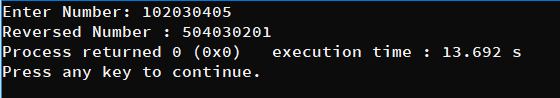 Enter Number: 102030405
Reversed Number : 504030201
Process returned 0 (0x0)   execution time : 13.692 s
Press any key to continue.